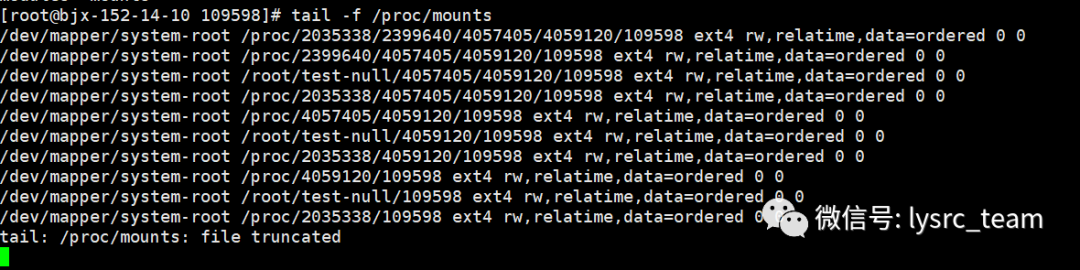 [root@bjx-152-14-10 109598]# tail -f /proc/mounts
/dev/mapper/system-root /proc/2035338/2399640/4057405/4059120/109598 ext4 rw,relatime,data=ordered 0 0
/dev/mapper/system-root /proc/2399640/4057405/4059120/109598 ext4 rw,relatime,data=ordered 0 0
/dev/mapper/system-root /root/test-null/4057405/4059120/109598 ext4 rw,relatime,data=ordered 0 0
/dev/mapper/system-root /proc/2035338/4057405/4059120/109598 ext4 rw,relatime,data=ordered 0 0
/dev/mapper/system-root /proc/4057405/4059120/109598 ext4 rw,relatime,data=ordered 0 0
/dev/mapper/system-root /root/test-null/4059120/109598 ext4 rw,relatime,data=ordered 0 0
/dev/mapper/system-root /proc/2035338/4059120/109598 ext4 rw,relatime,data=ordered 0 0
/dev/mapper/system-root /proc/4059120/109598 ext4 rw,relatime,data=ordered 0 0
/dev/mapper/system-root /root/test-null/109598 ext4 rw,relatime,data=ordered 0 0
/dev/mapper/system-root /proc/2035338/109598 ext4 rw,relatime,data=ordered 0 0
微信号: lysrc_team
tail: /proc/mounts: file truncated